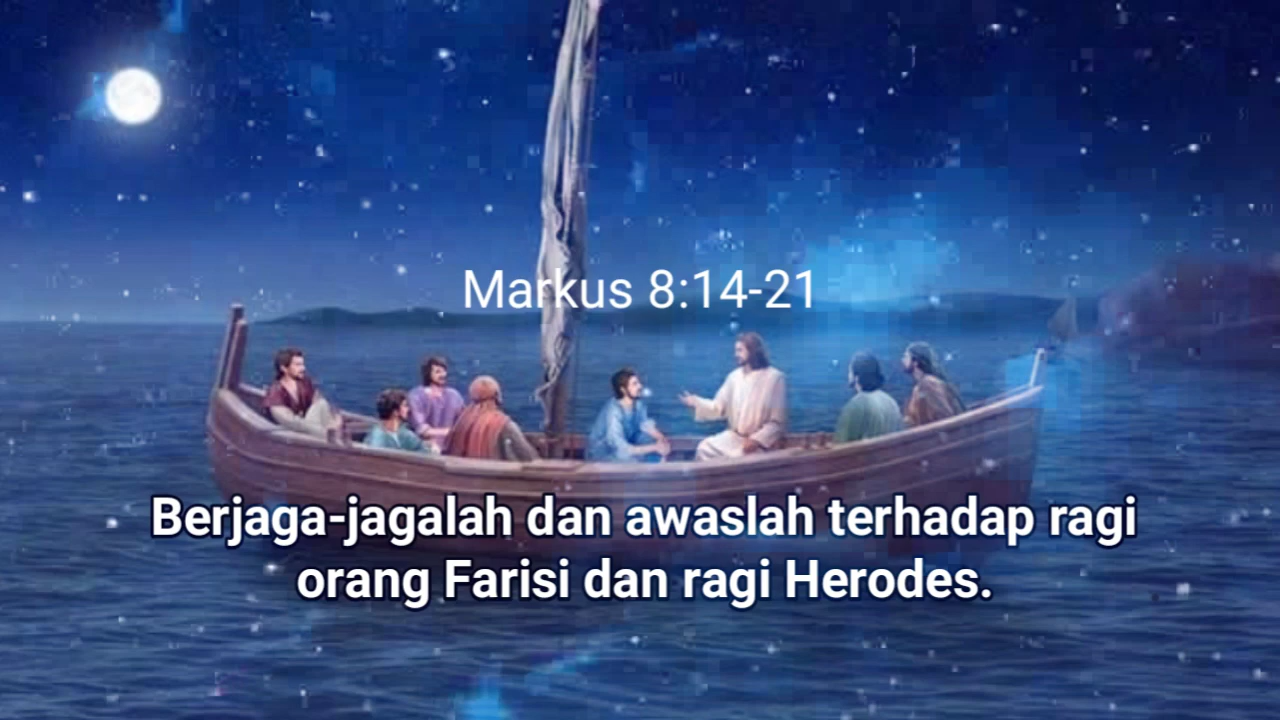 Markus 8:14-21
Berjaga-jagalah dan awaslah terhadap ragi
orang Farisi dan ragi Herodes.